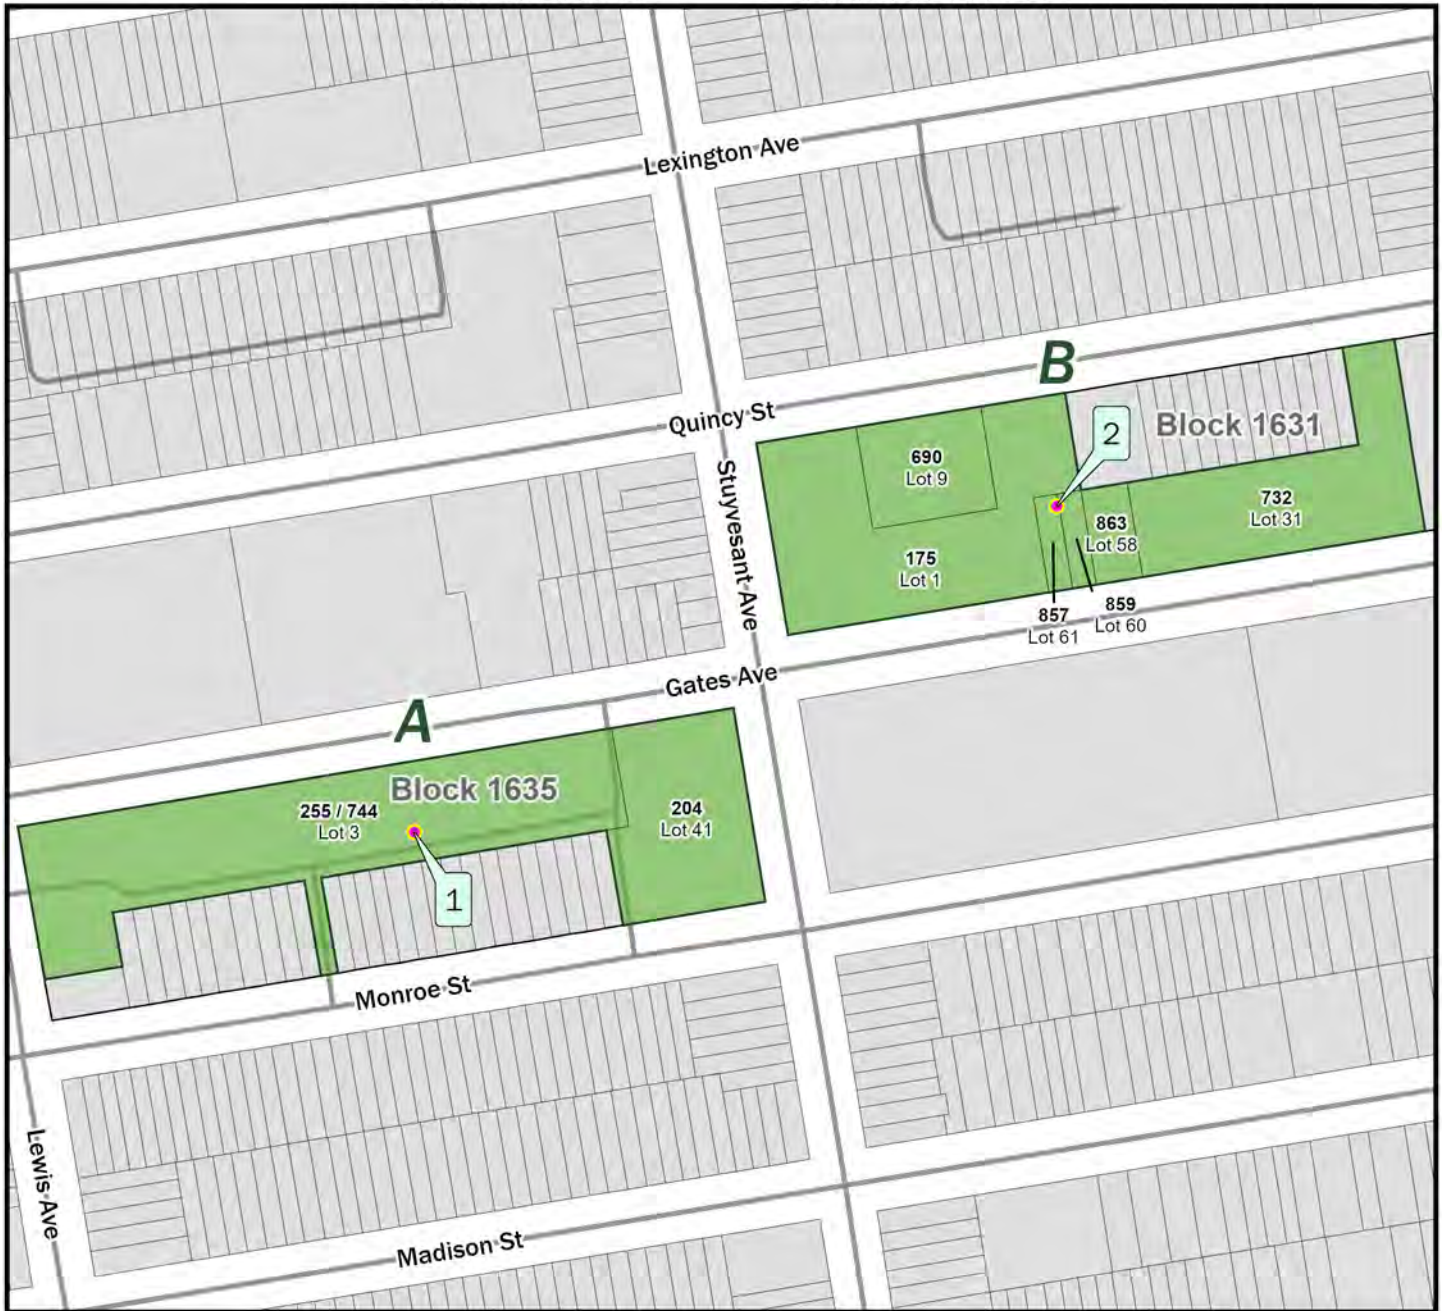 Lexington Ave
B
Quincy St
2
Block 1631
690
Lot 9
732
Lot 31
863
Lot 58
Stuyvesant Ave
175
Lot 1
859
Lot 60
857
Lot 61
Gates Ave
A
Block 1635
255 / 744
Lot 3
204
Lot 41
1
Monroe St
Lewis Ave
Madison St